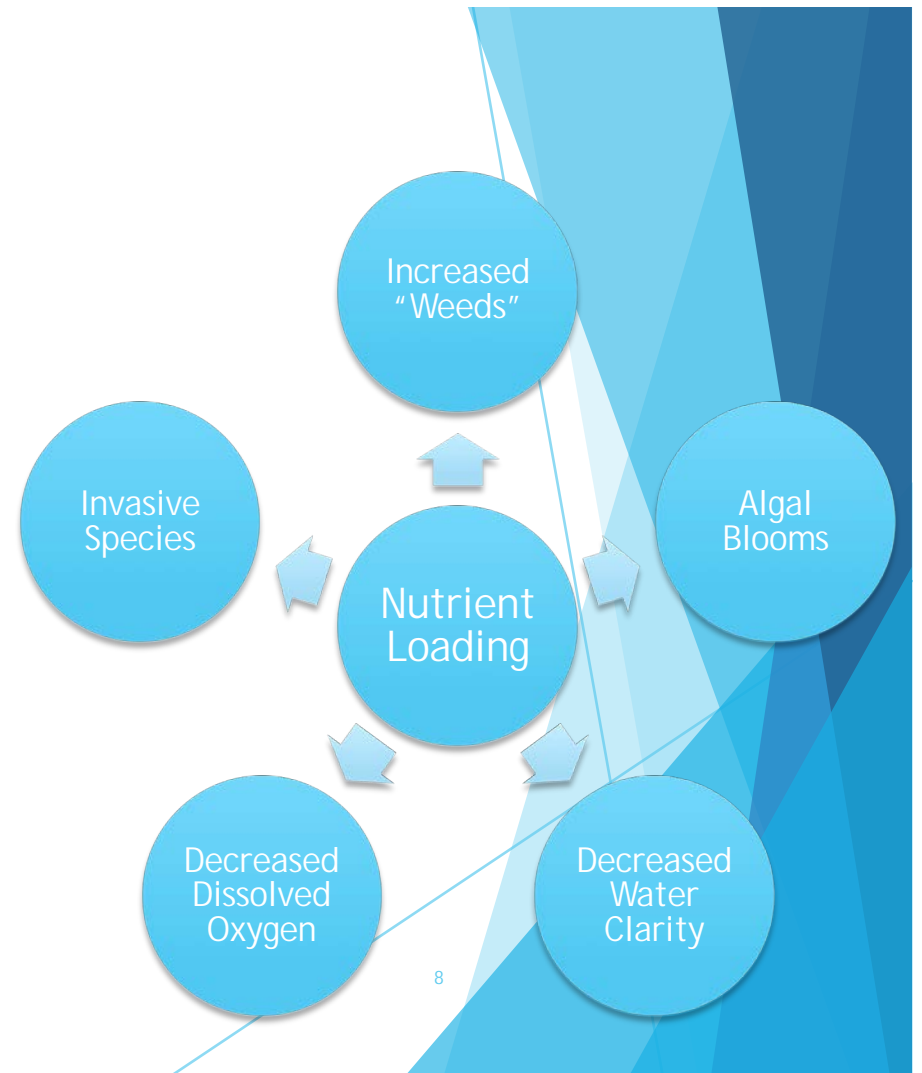 Increased
“Weeds”
Invasive
Species
Algal
Blooms
Nutrient
Loading
Decreased
Dissolved
Oxygen
Decreased
Water
Clarity
8